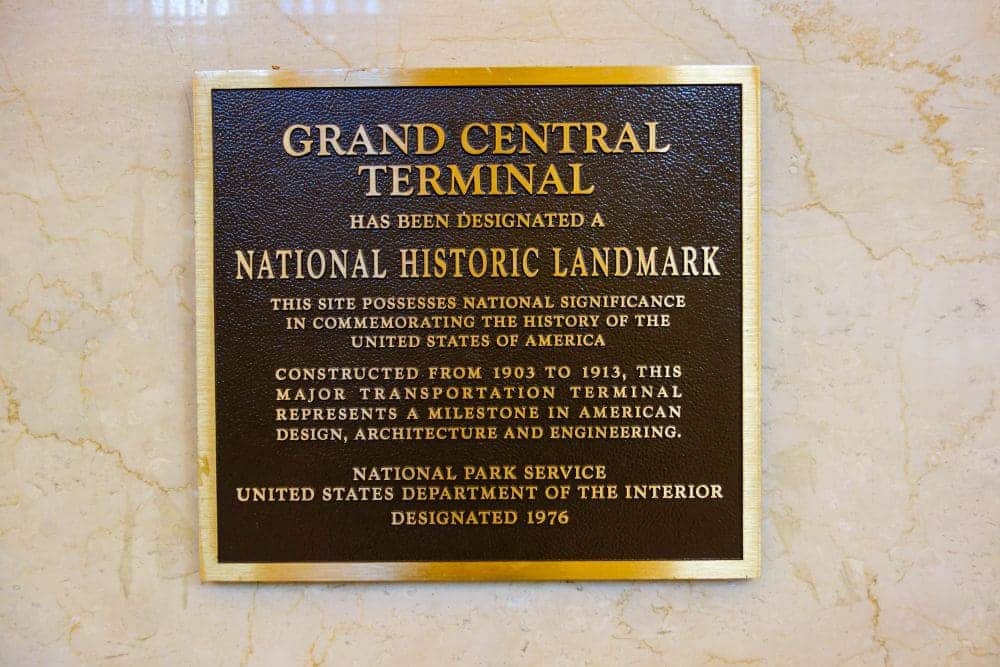 GRAND CENTRAL
TERMINAL
HAS BEEN DESIGNATED A
NATIONAL HISTORIC LANDMARK
THIS SITE POSSESSES NATIONAL SIGNIFICANCE
IN COMMEMORATING THE HISTORY OF THE
UNITED STATES OF AMERICA
CONSTRUCTED FROM 1903 TO 1913, THIS
MAJOR TRANSPORTATION TERMINAL
REPRESENTS A MILESTONE IN AMERICAN
DESIGN, ARCHITECTURE AND ENGINEERING.
NATIONAL PARK SERVICE
UNITED STATES DEPARTMENT OF THE INTERIOR
DESIGNATED 1976